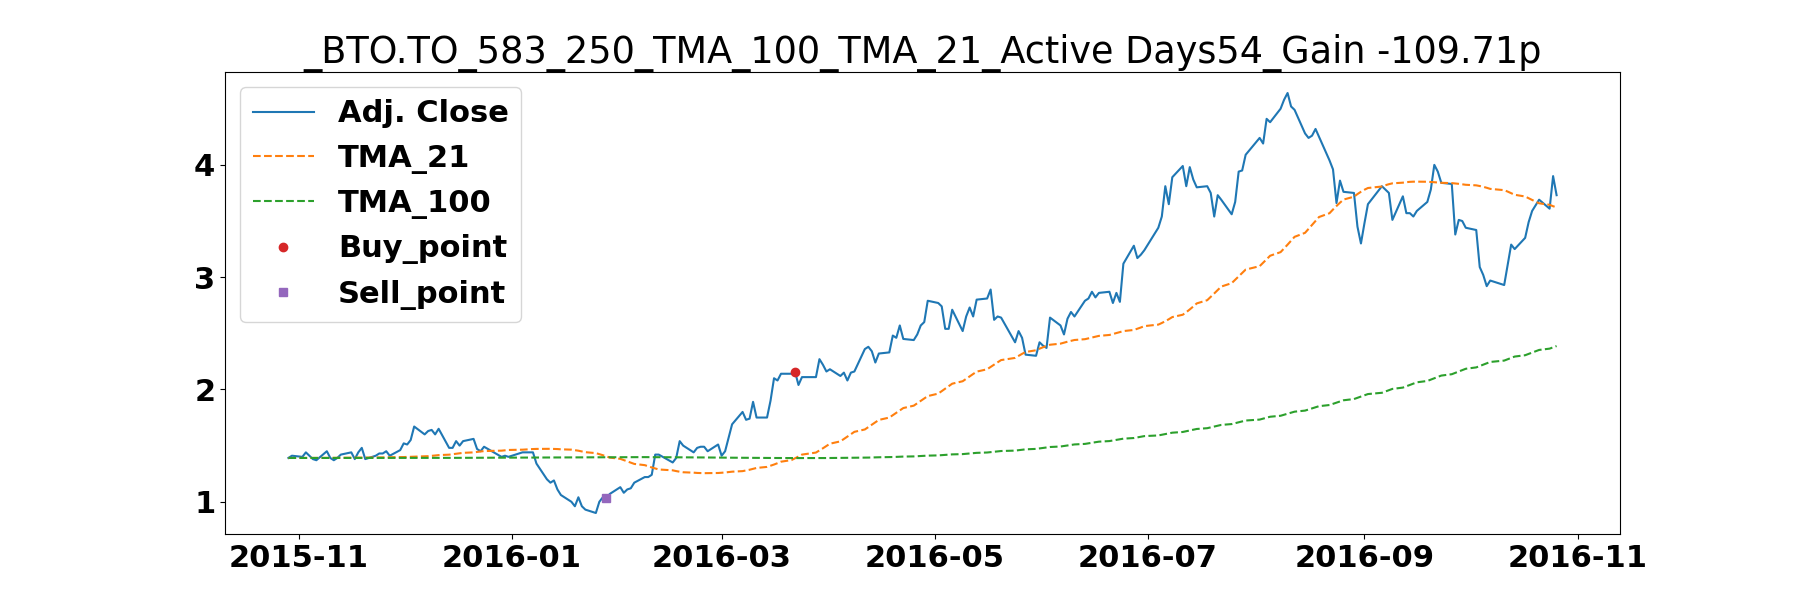 _BTO.TO_583_250_TMA_100_TMA_21_Active Days54_Gain -109.71p
Adj. Close
TMA_21
TMA_100
Buy_point
Sell_point
4
3
2
1
2015-11 2016-01 2016-03 2016-05 2016-07 2016-09 2016-11